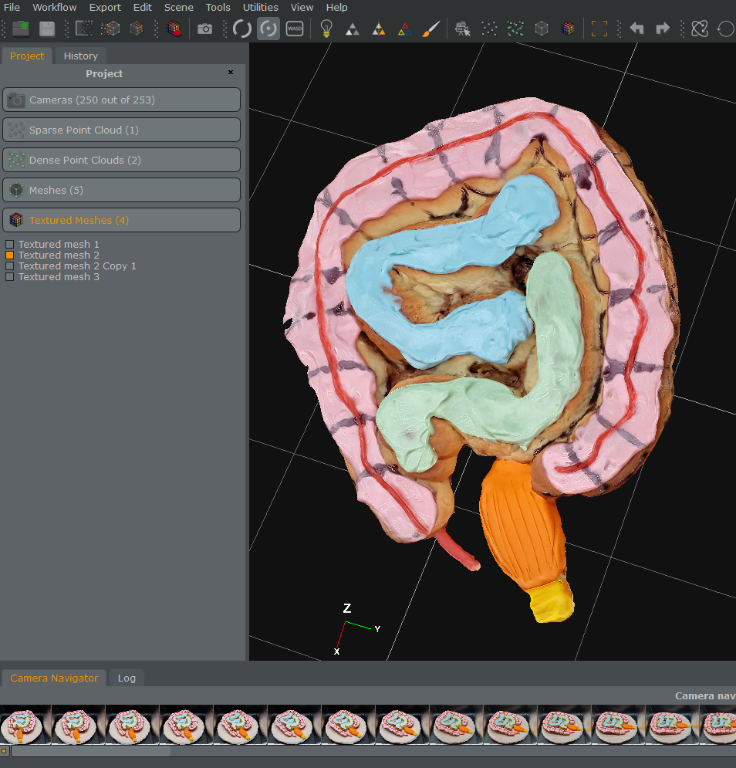 File Workflow Export Edit Scene Tools Utilities View Help
WASD
Project History
Project ×
Cameras (250 out of 253)
Sparse Point Cloud (1)
Dense Point Clouds (2)
Meshes (5)
Textured Meshes (4)
Textured mesh 1
Textured mesh 2
Textured mesh 2 Copy 1
Textured mesh 3
Z
Y
X
Camera Navigator Log
Camera nav